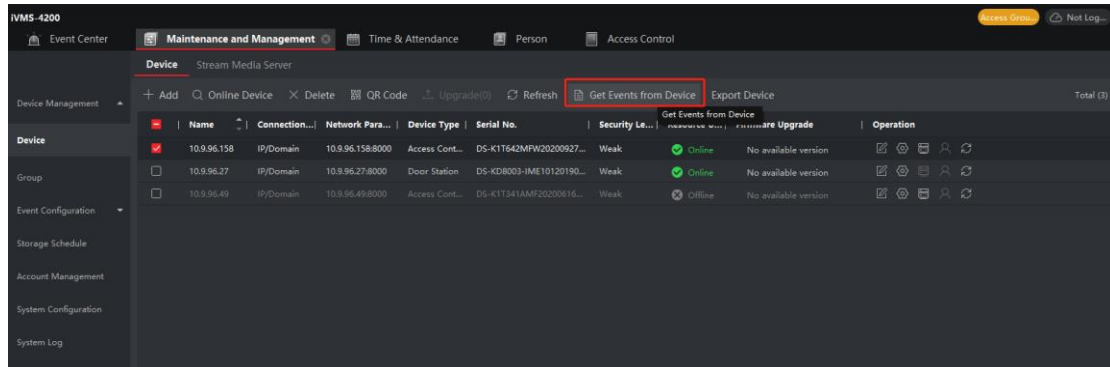 iVMS-4200
Access Grou... Not Log...
Event Center Maintenance and Management Time & Attendance Person Access Control
Device Stream Media Server
Device Management
Add Online Device Delete QR Code Upgrade(0) Refresh Get Events from Device Export Device Total (3)
Get Events from Device
Name Connection... Network Para... Device Type Serial No. Security Le... Firmware Upgrade Operation
Device
10.9.96.158 IP/Domain 10.9.96.158:8000 Access Cont... DS-K1T642MFW20200927... Weak Online No available version
10.9.96.27 IP/Domain 10.9.96.27:8000 Door Station DS-KD8003-IME10120190... Weak Online No available version
Group
10.9.96.49 IP/Domain 10.9.96.49:8000 Access Cont... DS-K1T341AMF20200616... Weak Offline No available version
Event Configuration
Storage Schedule
Account Management
System Configuration
System Log